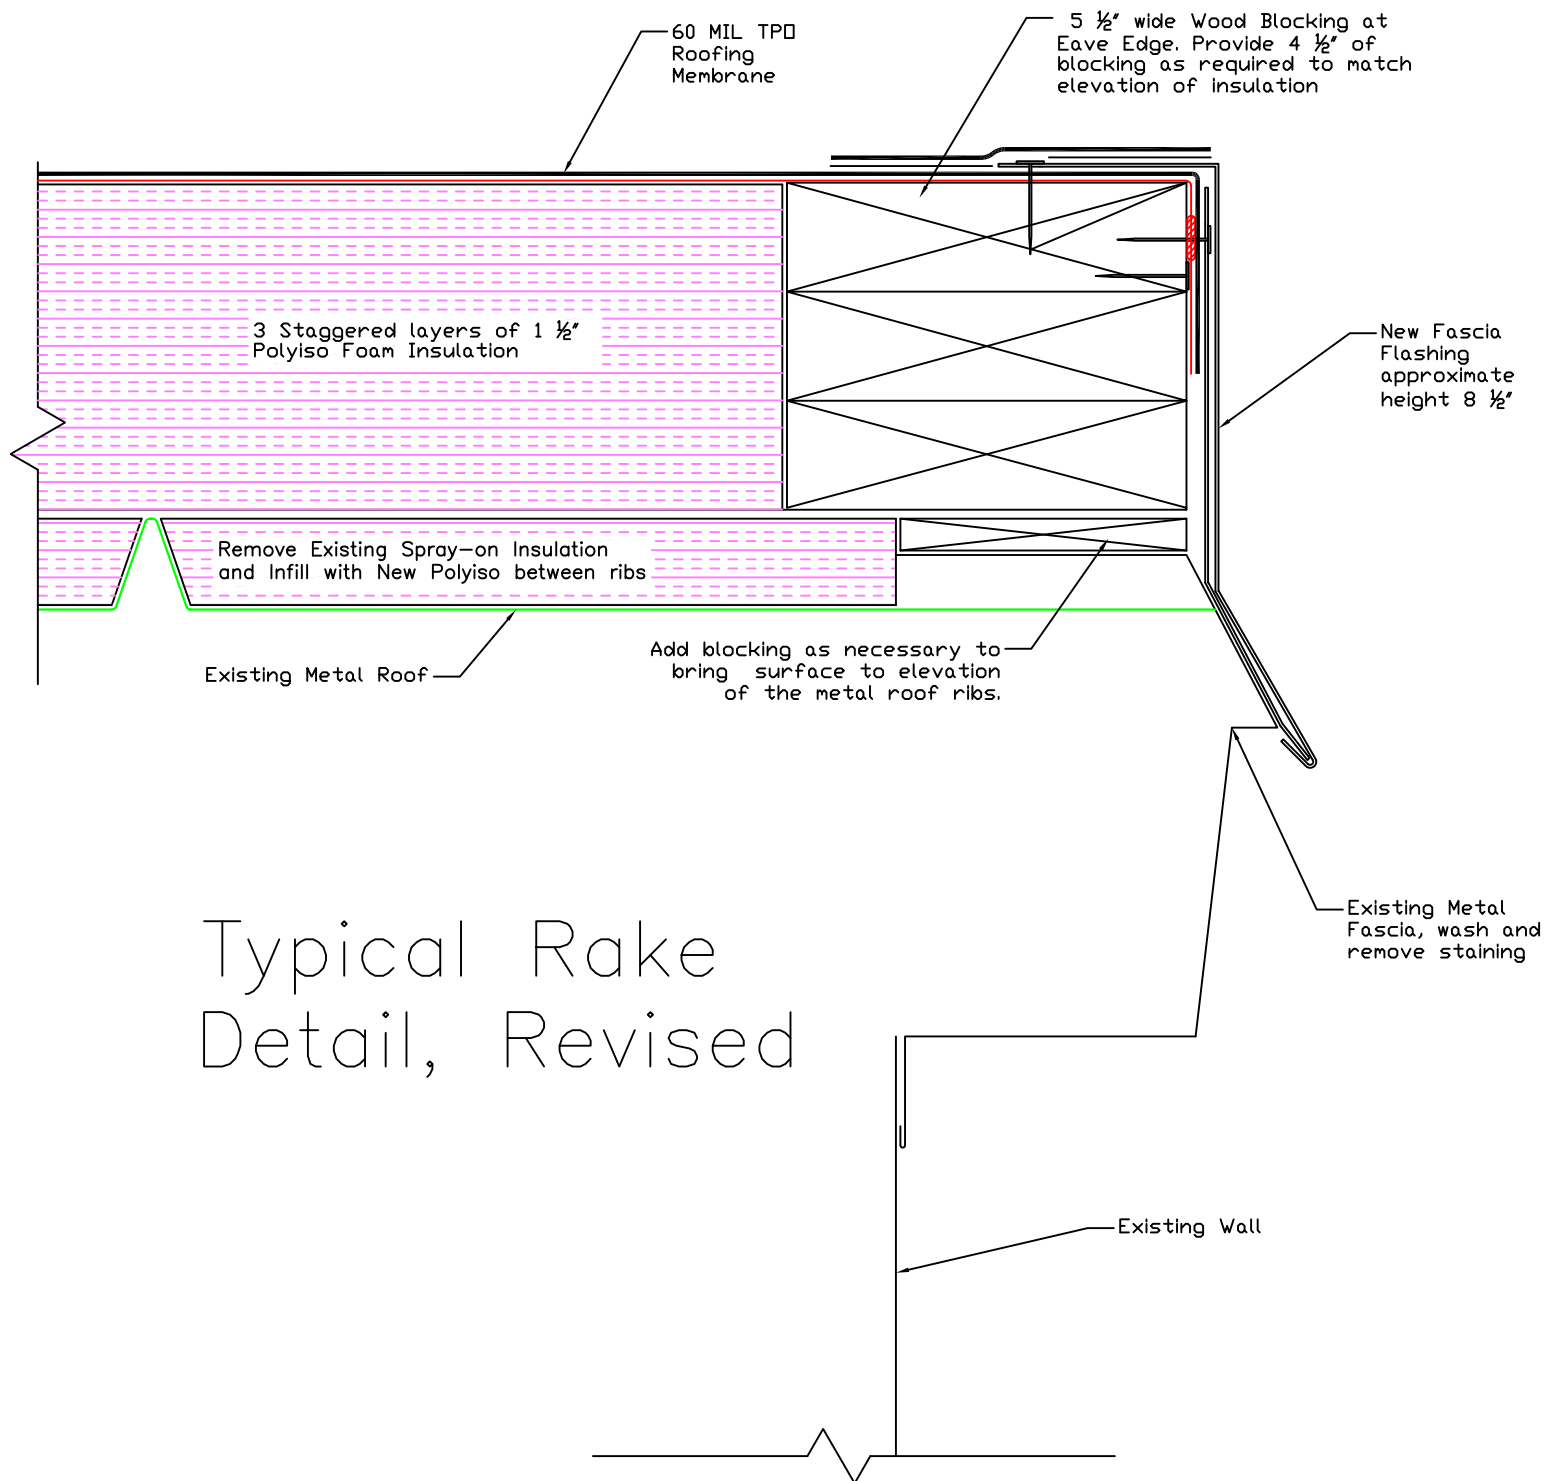 60 MIL TPO
Roofing
Membrane
5 ½" wide Wood Blocking at
Eave Edge. Provide 4 ½" of
blocking as required to match
elevation of insulation
3 Staggered layers of 1 ½"
Polyiso Foam Insulation
New Fascia
Flashing
approximate
height 8 ½"
Remove Existing Spray-on Insulation
and Infill with New Polyiso between ribs
Existing Metal Roof
Add blocking as necessary to
bring surface to elevation
of the metal roof ribs.
Existing Metal
Fascia, wash and
remove staining
Typical Rake
Detail, Revised
Existing Wall